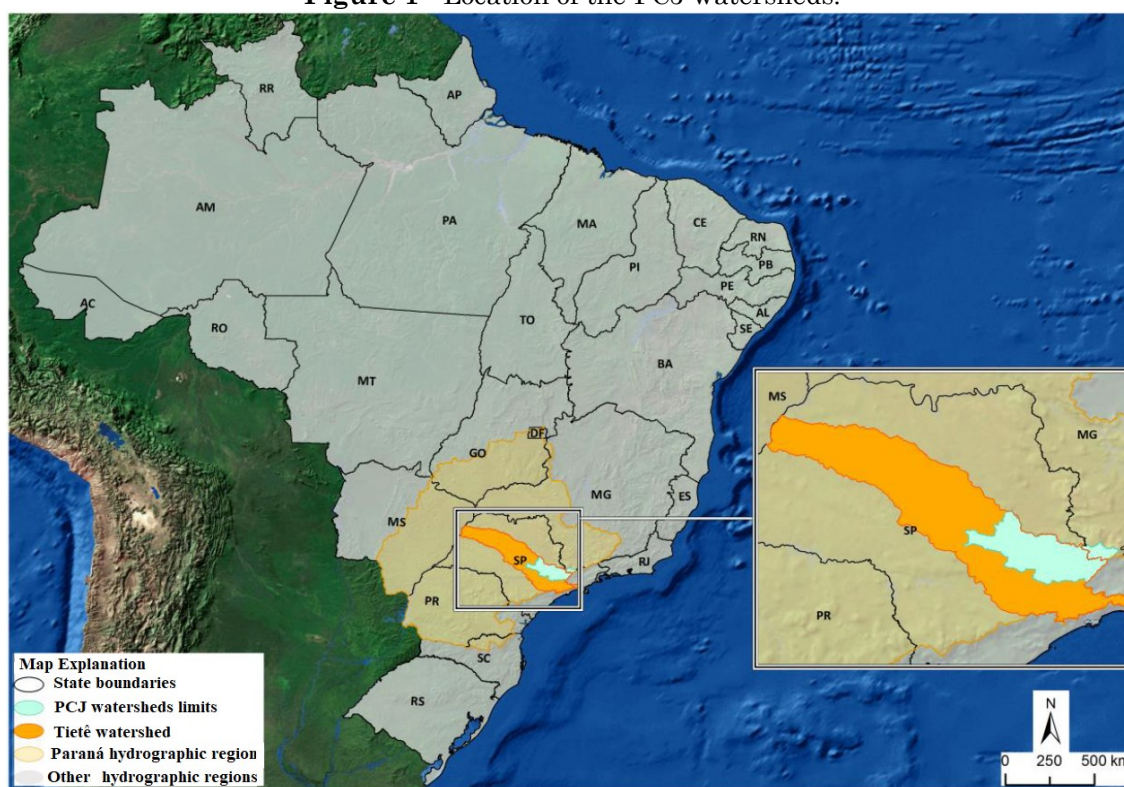 Figure 1 - Location of the PCJ watersheds.
RR
AP
AM
PA
MA
CE
RN
PB
PI
PE
AL
SE
AC
RO
TO
BA
MT
DF
GO
MG
MS
ES
SP
RJ
PR
SC
RS
MS
MG
SP
PR
Map Explanation
State boundaries
PCJ watersheds limits
Tietê watershed
Paraná hydrographic region
Other hydrographic regions
N
0 250 500 km